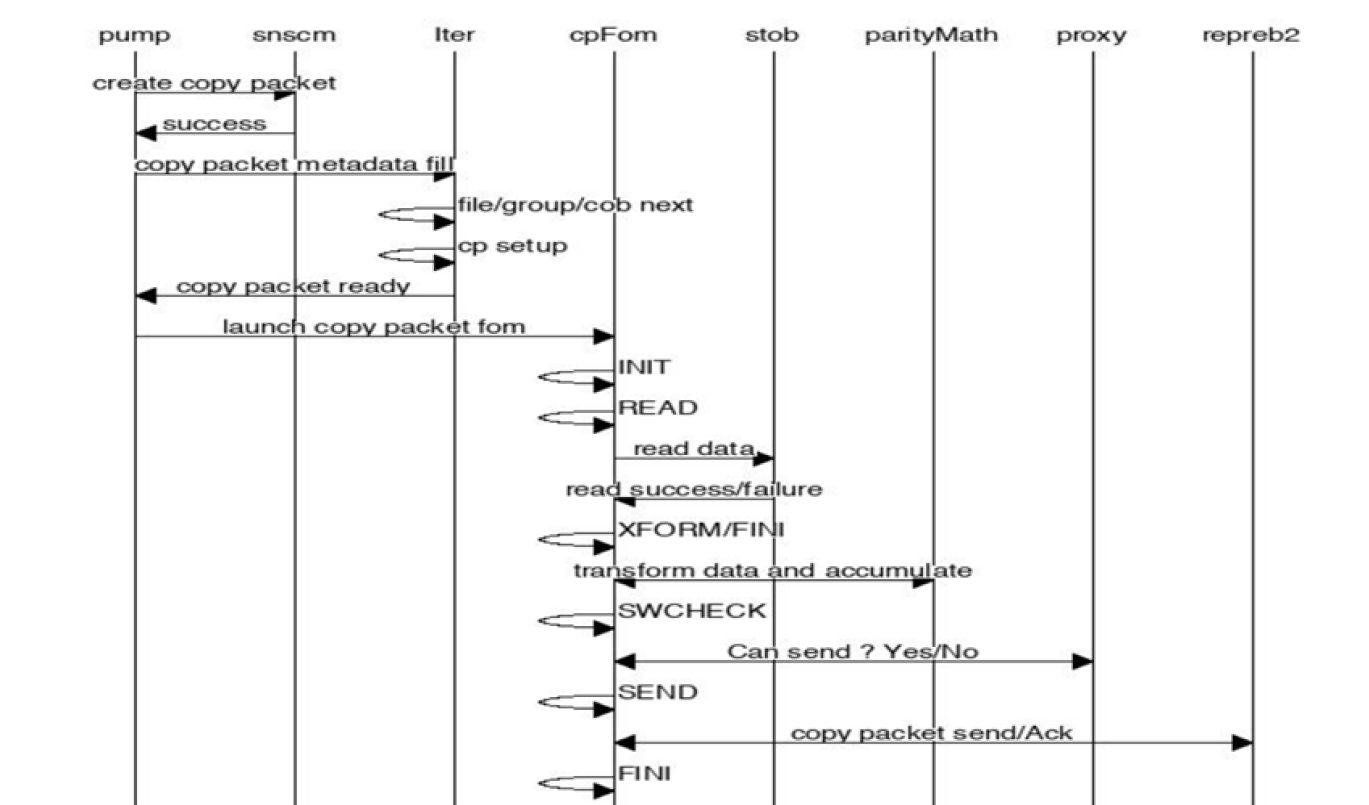 pump snscm Iter cpFom stob parityMath proxy repreb2
create copy packet
success
copy packet metadata fill
file/group/cob next
cp setup
copy packet ready
launch copy packet fom
INIT
READ
read data
read success/failure
XFORM/FINI
transform data and accumulate
SWCHECK
Can send ? Yes/No
SEND
copy packet send/Ack
FINI